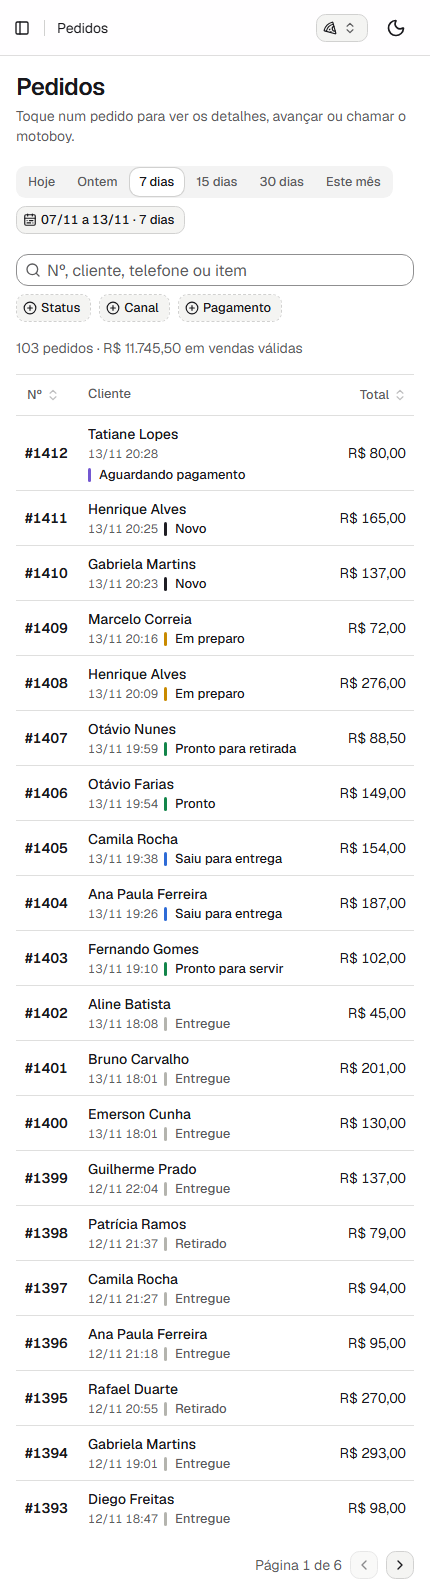 Pedidos
Pedidos
Toque num pedido para ver os detalhes, avançar ou chamar o
motoboy.
Hoje Ontem 7 dias 15 dias 30 dias Este mês
07/11 a 13/11 · 7 dias
Nº, cliente, telefone ou item
Status Canal Pagamento
103 pedidos · R$ 11.745,50 em vendas válidas
Nº Cliente Total
Tatiane Lopes
#1412 13/11 20:28 R$ 80,00
Aguardando pagamento
Henrique Alves
#1411 R$ 165,00
13/11 20:25 Novo
Gabriela Martins
#1410 R$ 137,00
13/11 20:23 Novo
Marcelo Correia
#1409 R$ 72,00
13/11 20:16 Em preparo
Henrique Alves
#1408 R$ 276,00
13/11 20:09 Em preparo
Otávio Nunes
#1407 R$ 88,50
13/11 19:59 Pronto para retirada
Otávio Farias
#1406 R$ 149,00
13/11 19:54 Pronto
Camila Rocha
#1405 R$ 154,00
13/11 19:38 Saiu para entrega
Ana Paula Ferreira
#1404 R$ 187,00
13/11 19:26 Saiu para entrega
Fernando Gomes
#1403 R$ 102,00
13/11 19:10 Pronto para servir
Aline Batista
#1402 R$ 45,00
13/11 18:08 Entregue
Bruno Carvalho
#1401 R$ 201,00
13/11 18:01 Entregue
Emerson Cunha
#1400 R$ 130,00
13/11 18:01 Entregue
Guilherme Prado
#1399 R$ 137,00
12/11 22:04 Entregue
Patrícia Ramos
#1398 R$ 79,00
12/11 21:37 Retirado
Camila Rocha
#1397 R$ 94,00
12/11 21:27 Entregue
Ana Paula Ferreira
#1396 R$ 95,00
12/11 21:18 Entregue
Rafael Duarte
#1395 R$ 270,00
12/11 20:55 Retirado
Gabriela Martins
#1394 R$ 293,00
12/11 19:01 Entregue
Diego Freitas
#1393 R$ 98,00
12/11 18:47 Entregue
Página 1 de 6